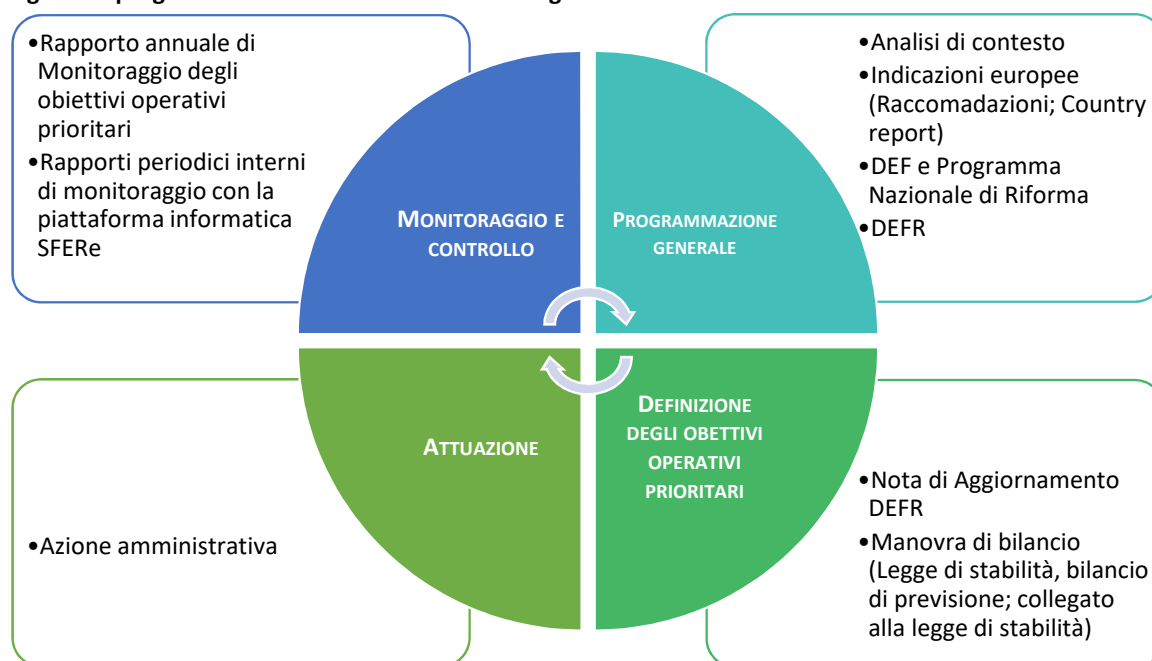 •Rapporto annuale di
Monitoraggio degli
obiettivi operativi
prioritari
•Rapporti periodici interni
di monitoraggio con la
piattaforma informatica
SFERe
MONITORAGGIO E
CONTROLLO
PROGRAMMAZIONE
GENERALE
•Analisi di contesto
•Indicazioni europee
(Raccomadazioni; Country
report)
•DEF e Programma
Nazionale di Riforma
•DEFR
ATTUAZIONE
•Azione amministrativa
DEFINIZIONE
DEGLI OBETTIVI
OPERATIVI
PRIORITARI
•Nota di Aggiornamento
DEFR
•Manovra di bilancio
(Legge di stabilità, bilancio
di previsione; collegato
alla legge di stabilità)